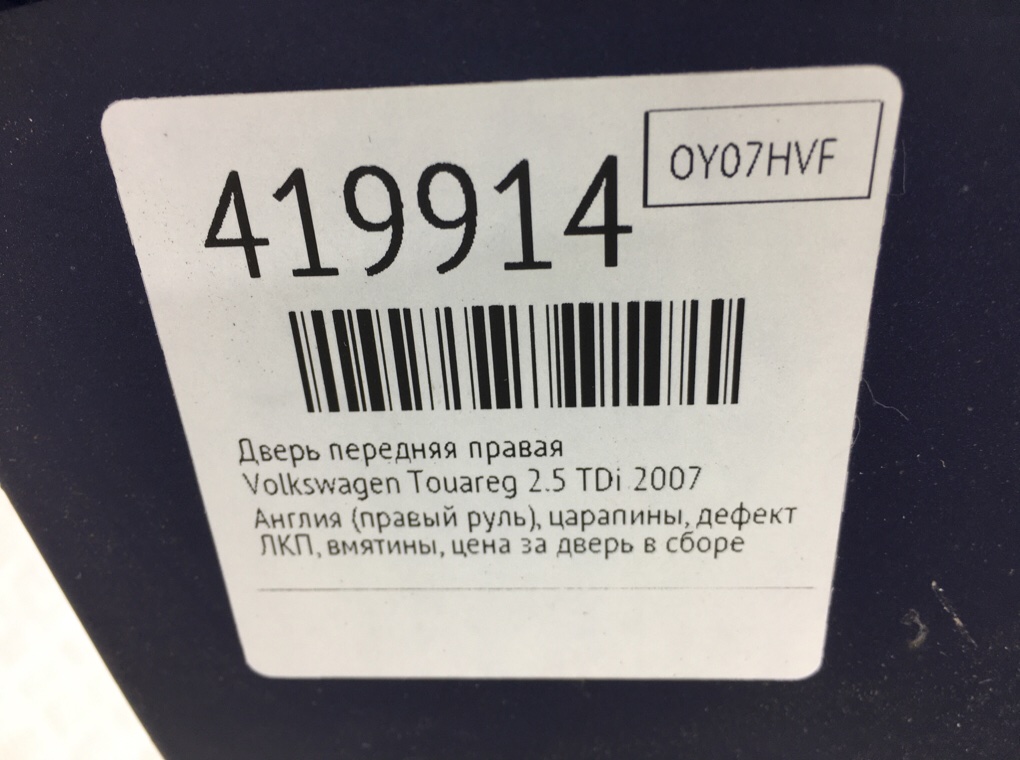 OY07HVF
419914
Дверь передняя правая
Volkswagen Touareg 2.5 TDi 2007
Англия (правый руль), царапины, дефект
ЛКП, вмятины, цена за дверь в сборе